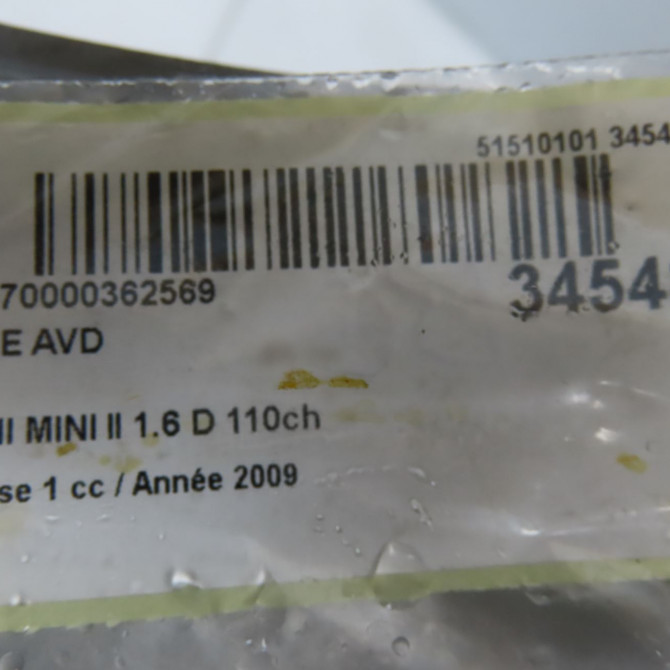 51510101 3454
70000362569 3454
E AVD
II MINI II 1.6 D 110ch
se 1 cc / Année 2009